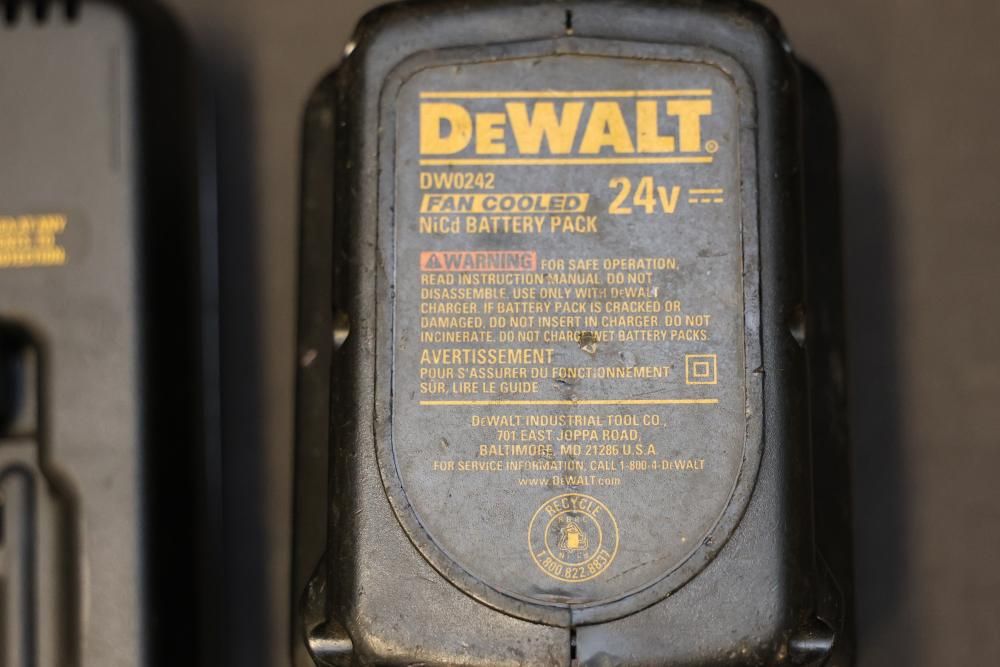 DEWALT®
DW0242
FAN COOLED 24v
NiCd BATTERY PACK
WARNING FOR SAFE OPERATION,
READ INSTRUCTION MANUAL. DO NOT
DISASSEMBLE. USE ONLY WITH DEWALT
CHARGER. IF BATTERY PACK IS CRACKED OR
DAMAGED, DO NOT INSERT IN CHARGER. DO NOT
INCINERATE. DO NOT CHARGE WET BATTERY PACKS.
AVERTISSEMENT
POUR S'ASSURER DU FONCTIONNEMENT
SÛR, LIRE LE GUIDE
DEWALT INDUSTRIAL TOOL CO.,
701 EAST JOPPA ROAD,
BALTIMORE, MD 21286 U.S.A.
FOR SERVICE INFORMATION, CALL 1-800-4-DEWALT
www.DEWALT.com
RECYCLE
RBRC
1.800.822.8837